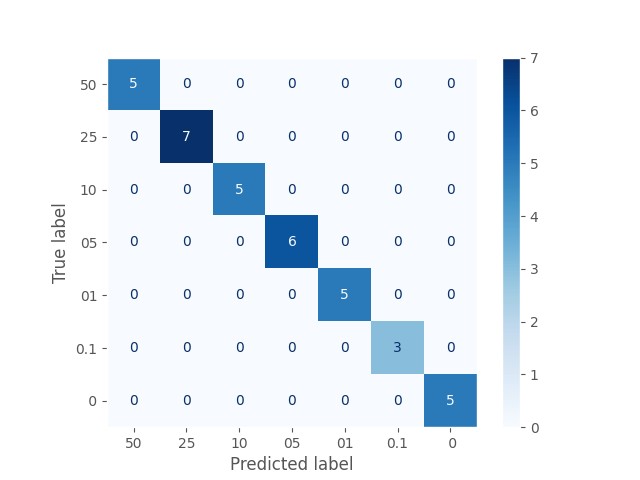 50 5 0 0 0 0 0 0
25 0 7 0 0 0 0 0
10 0 0 5 0 0 0 0
05 0 0 0 6 0 0 0
01 0 0 0 0 5 0 0
0.1 0 0 0 0 0 3 0
0 0 0 0 0 0 0 5
50 25 10 05 01 0.1 0
Predicted label
True label
7
6
5
4
3
2
1
0